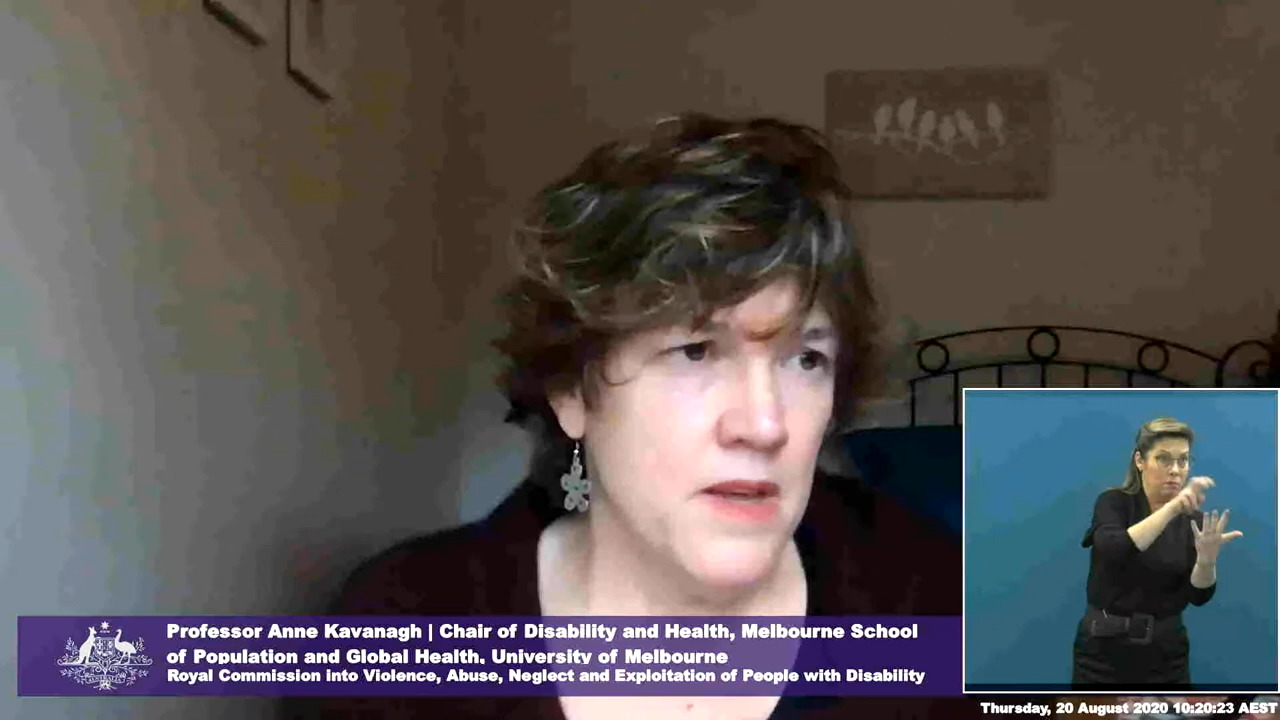 Professor Anne Kavanagh | Chair of Disability and Health, Melbourne School
of Population and Global Health, University of Melbourne
Royal Commission into Violence, Abuse, Neglect and Exploitation of People with Disability
Thursday, 20 August 2020 10:20:23 AEST